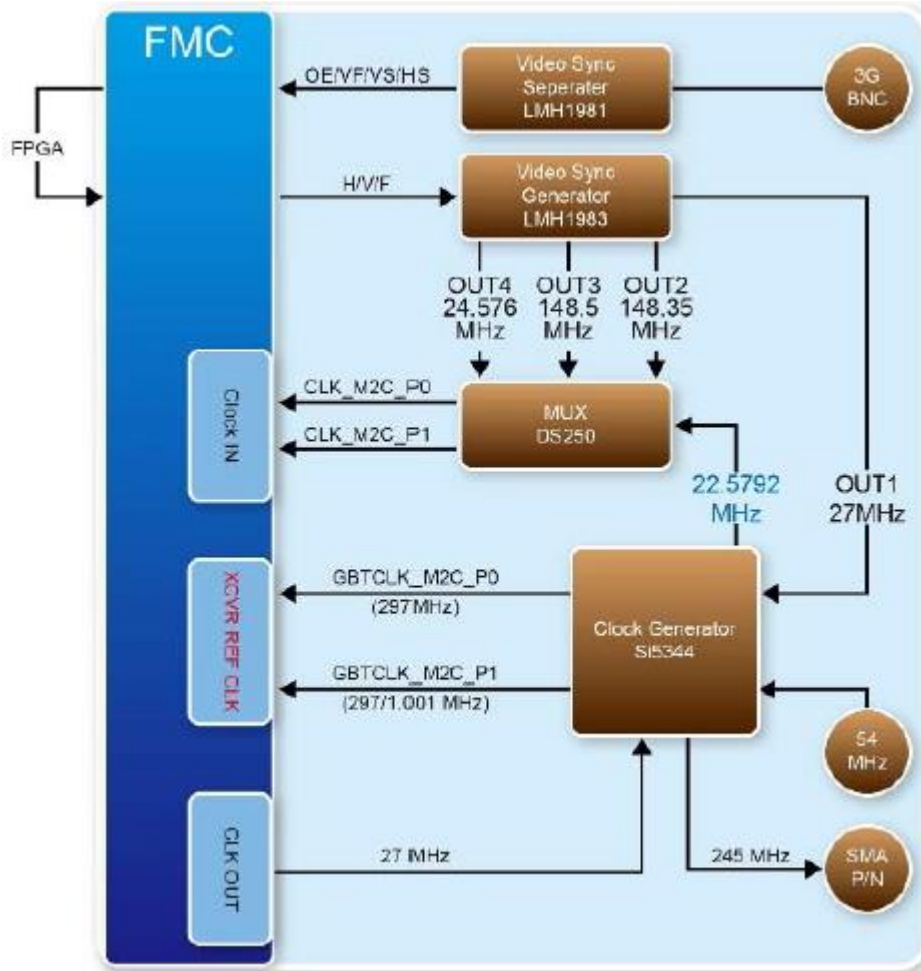 FMC
OE/VF/VS/HS
Video Sync
Seperater
LMH1981
3G
BNC
FPGA
H/V/F
Video Sync
Generator
LMH1983
OUT4
24.576
MHz
OUT3
148.5
MHz
OUT2
148.35
MHz
Clock IN
CLK_M2C_P0
CLK_M2C_P1
MUX
DS250
22.5792
MHz
OUT1
27MHz
XCVR REF CLK
GBTCLK_M2C_P0
(297MHz)
GBTCLK_M2C_P1
(297/1.001 MHz)
Clock Generator
Si5344
54
MHz
CLK OUT
27 MHz
245 MHz
SMA
P/N